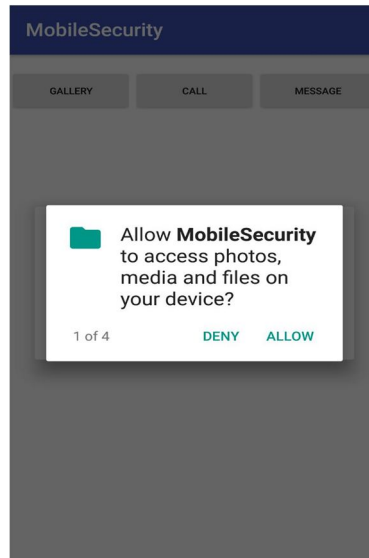 MobileSecurity
GALLERY CALL MESSAGE
Allow MobileSecurity
to access photos,
media and files on
your device?
1 of 4 DENY ALLOW